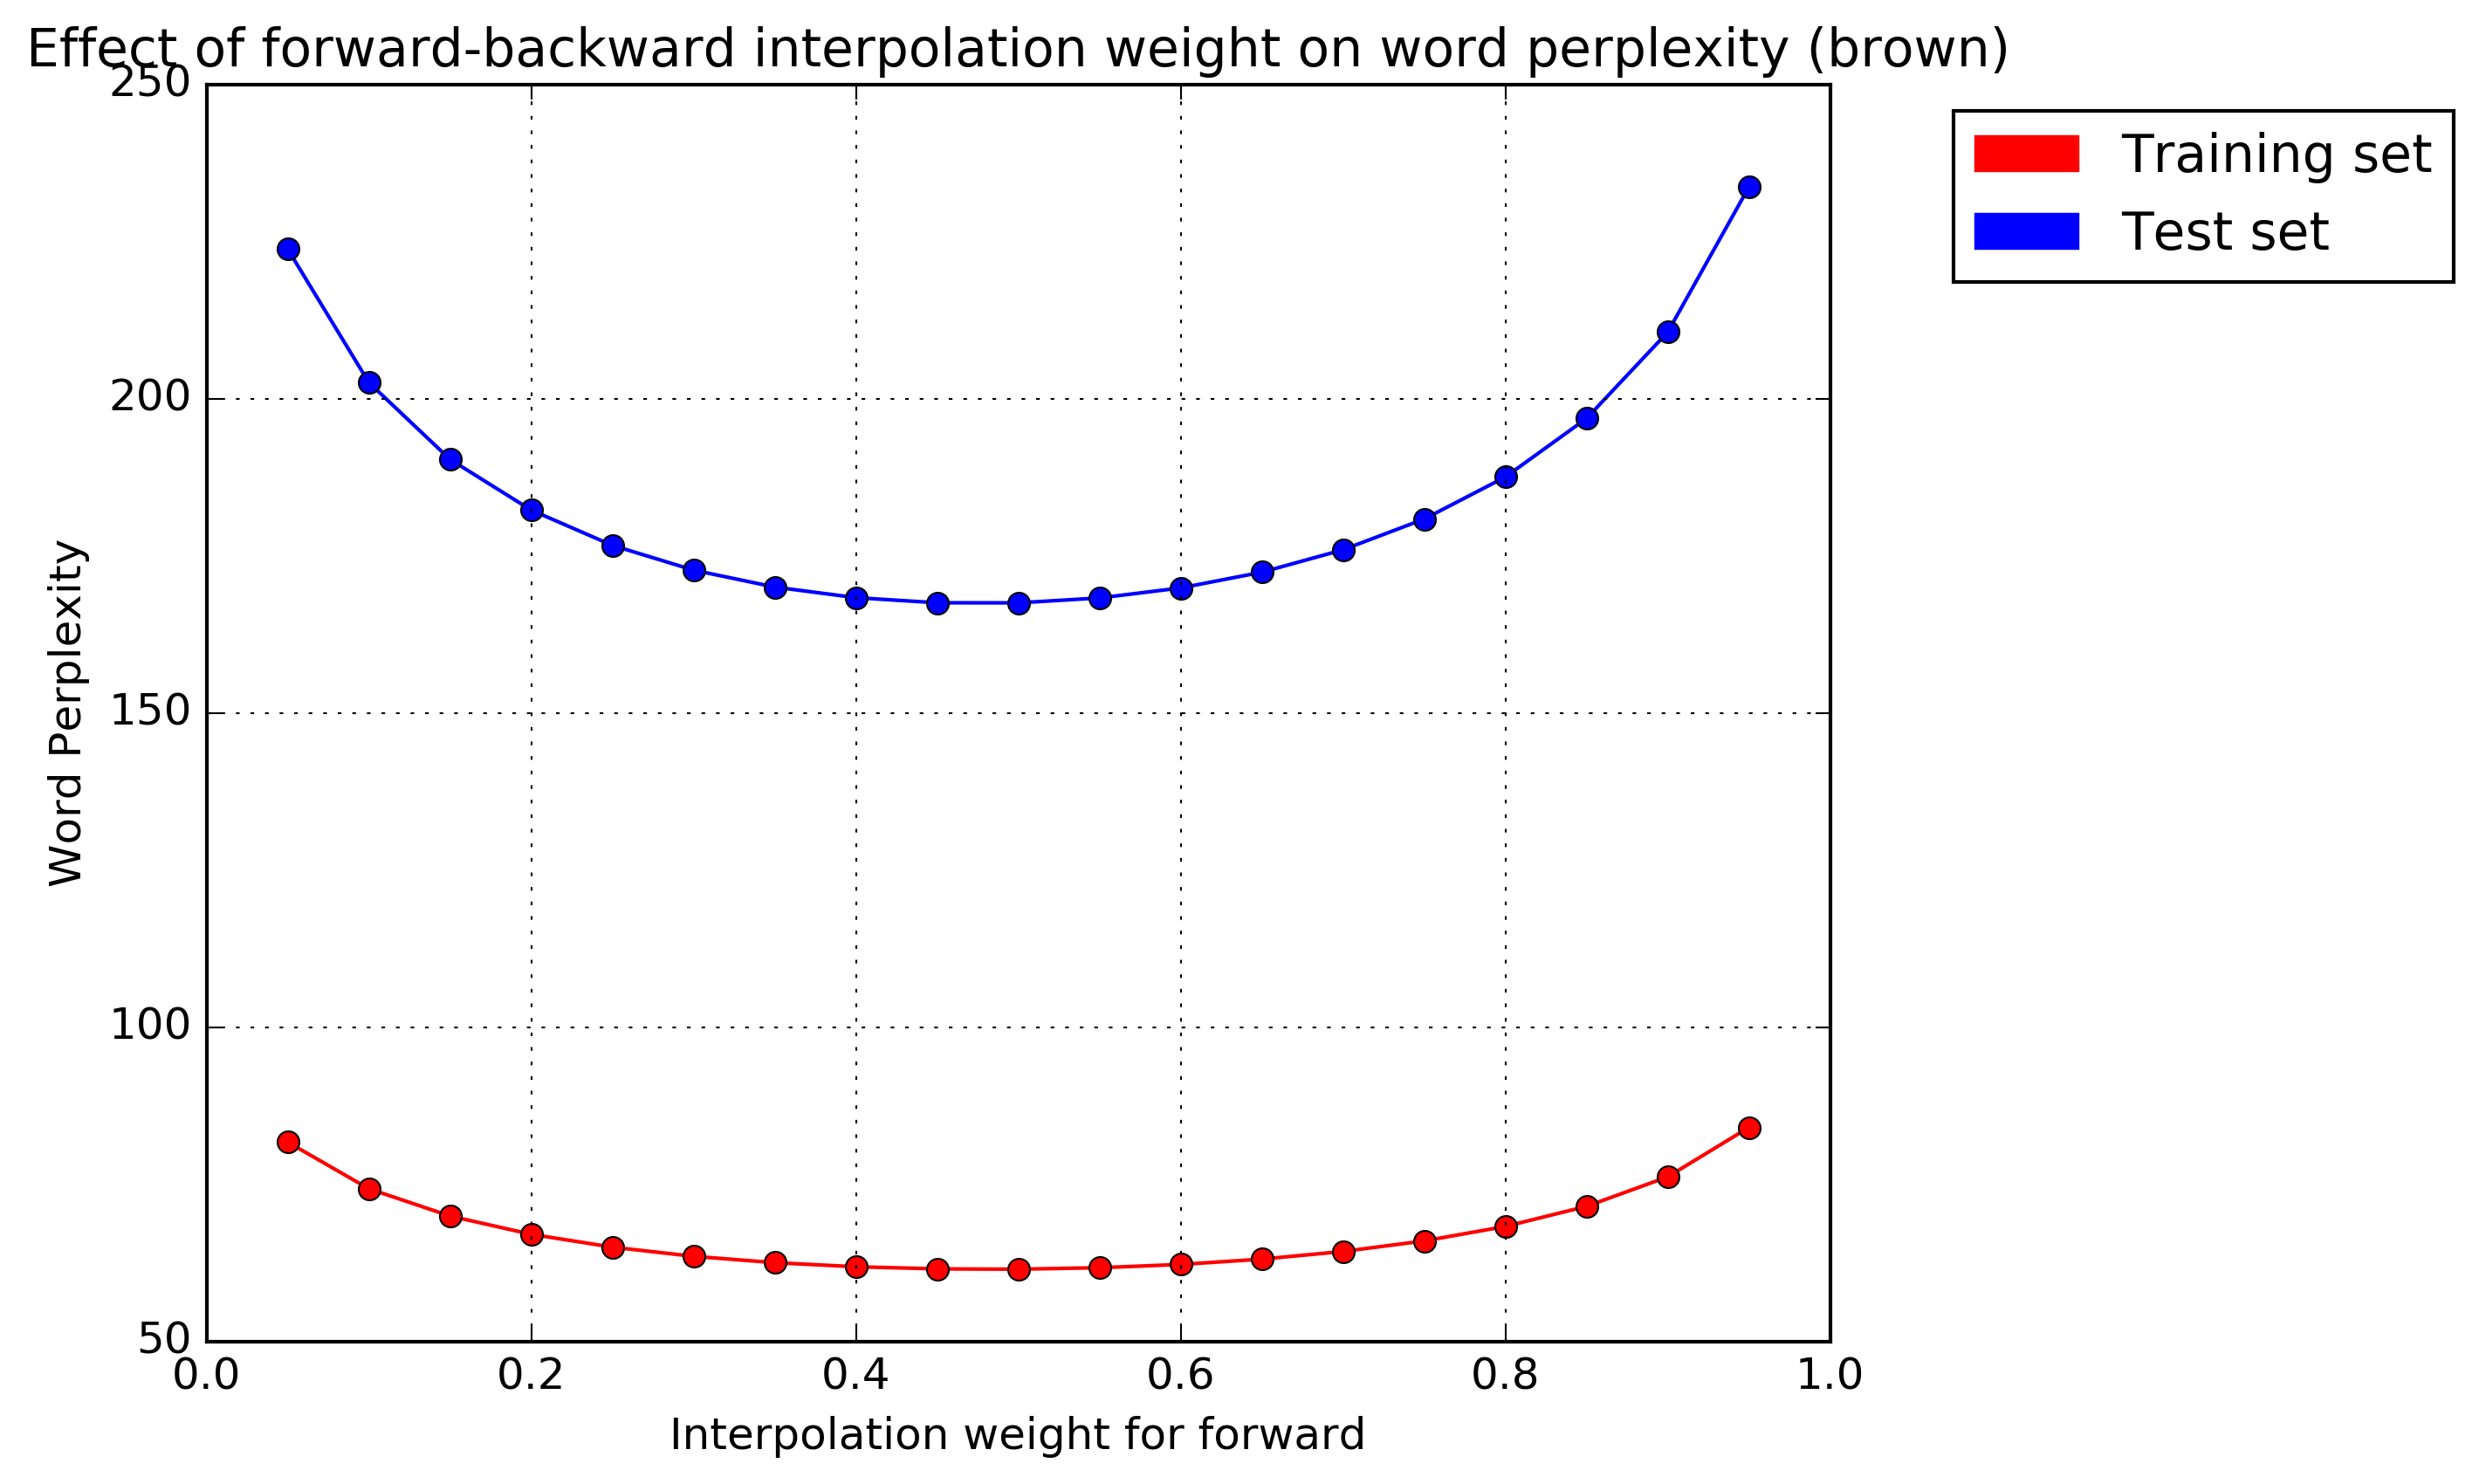 Effect of forward-backward interpolation weight on word perplexity (brown)
Training set
Test set
Word Perplexity
250
200
150
100
50
0.0 0.2 0.4 0.6 0.8 1.0
Interpolation weight for forward